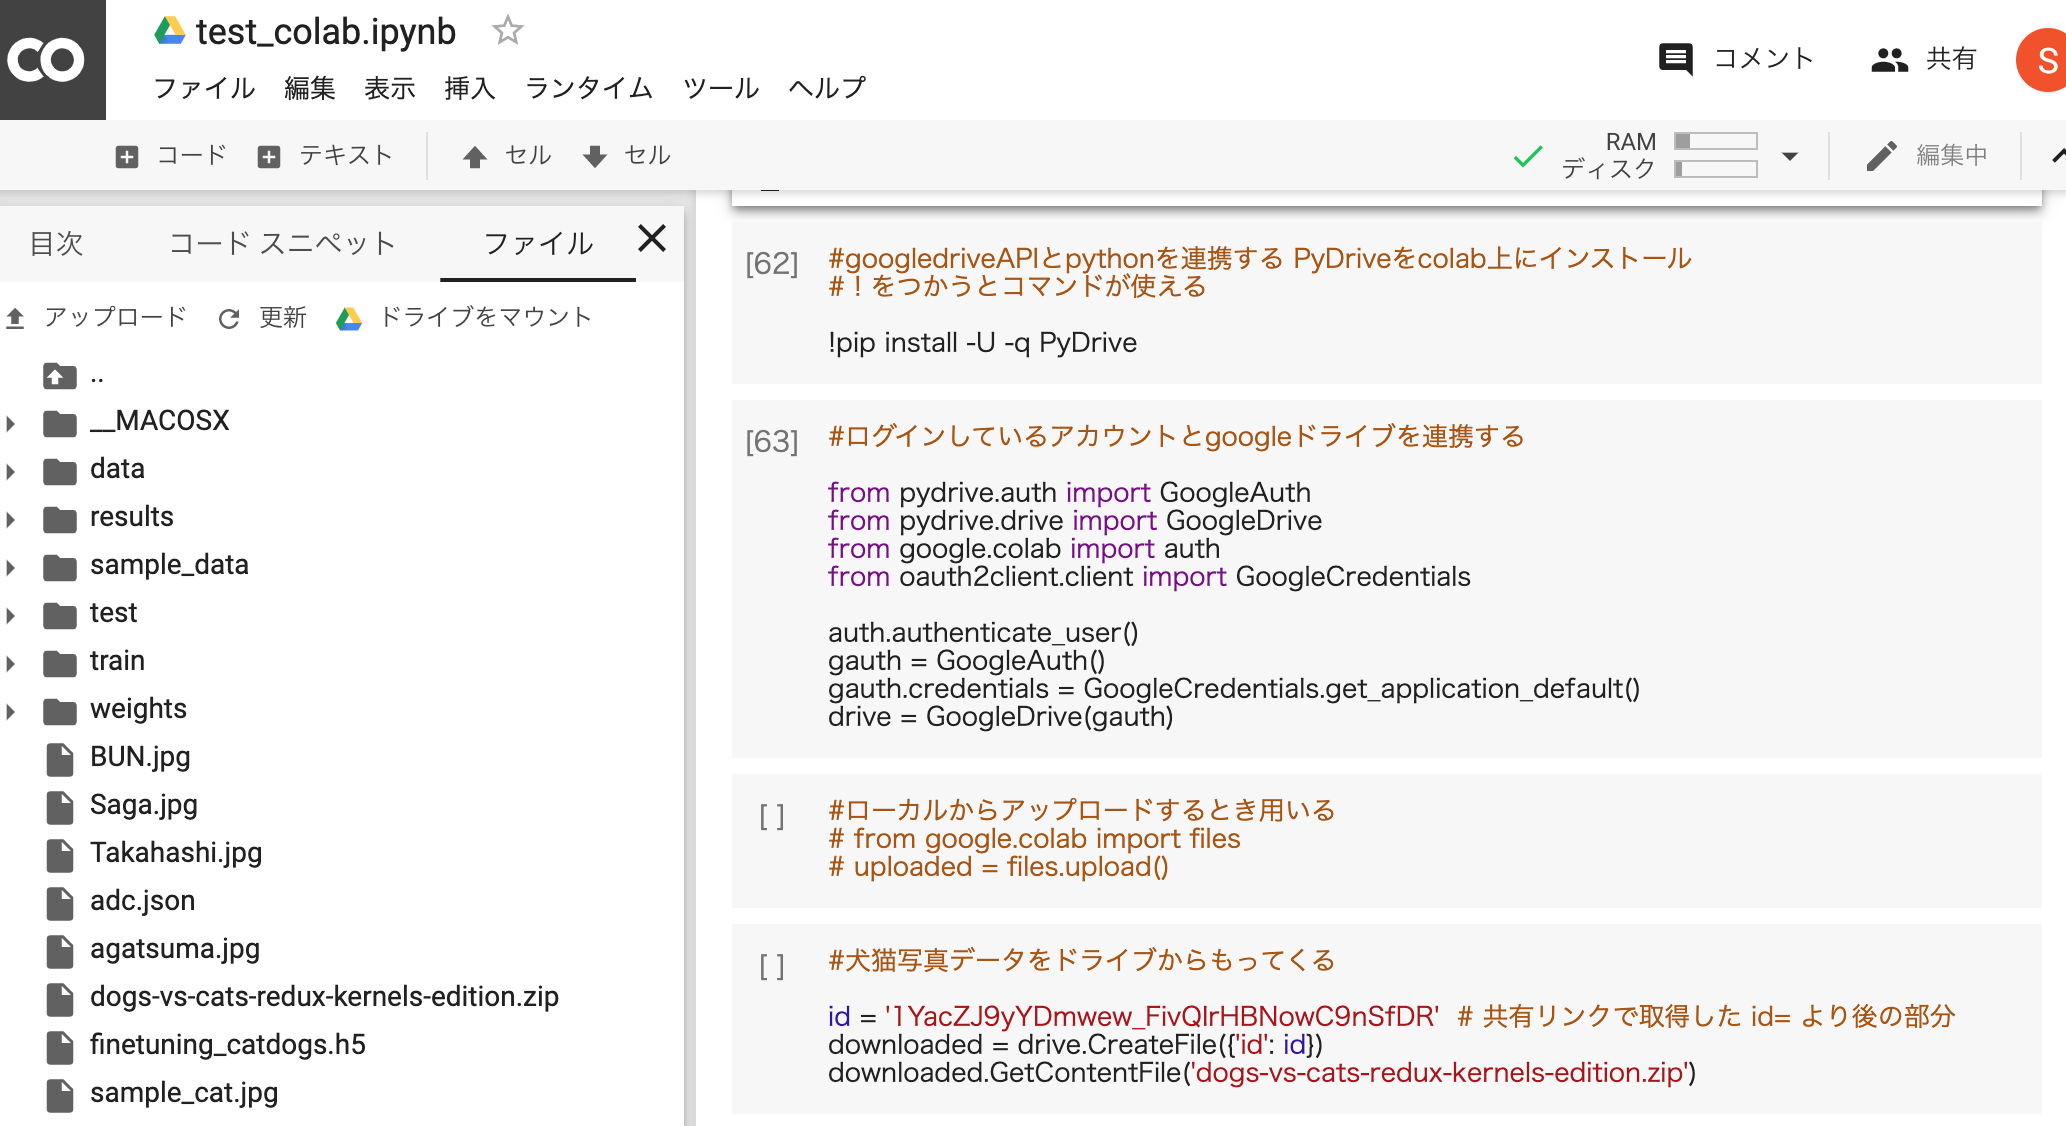 CO
test_colab.ipynb
ファイル 編集 表示 挿入 ランタイム ツール ヘルプ
コメント 共有 S
コード テキスト セル セル
RAM
ディスク
編集中
目次 コード スニペット ファイル
アップロード 更新 ドライブをマウント
..
__MACOSX
data
results
sample_data
test
train
weights
BUN.jpg
Saga.jpg
Takahashi.jpg
adc.json
agatsuma.jpg
dogs-vs-cats-redux-kernels-edition.zip
finetuning_catdogs.h5
sample_cat.jpg
[62]
#googledriveAPIとpythonを連携する PyDriveをcolab上にインストール
#！をつかうとコマンドが使える
!pip install -U -q PyDrive
[63]
#ログインしているアカウントとgoogleドライブを連携する
from pydrive.auth import GoogleAuth
from pydrive.drive import GoogleDrive
from google.colab import auth
from oauth2client.client import GoogleCredentials
auth.authenticate_user()
gauth = GoogleAuth()
gauth.credentials = GoogleCredentials.get_application_default()
drive = GoogleDrive(gauth)
[ ]
#ローカルからアップロードするとき用いる
# from google.colab import files
# uploaded = files.upload()
[ ]
#犬猫写真データをドライブからもってくる
id = '1YacZJ9yYDmwew_FivQIrHBNowC9nSfDR' # 共有リンクで取得した id= より後の部分
downloaded = drive.CreateFile({'id': id})
downloaded.GetContentFile('dogs-vs-cats-redux-kernels-edition.zip')